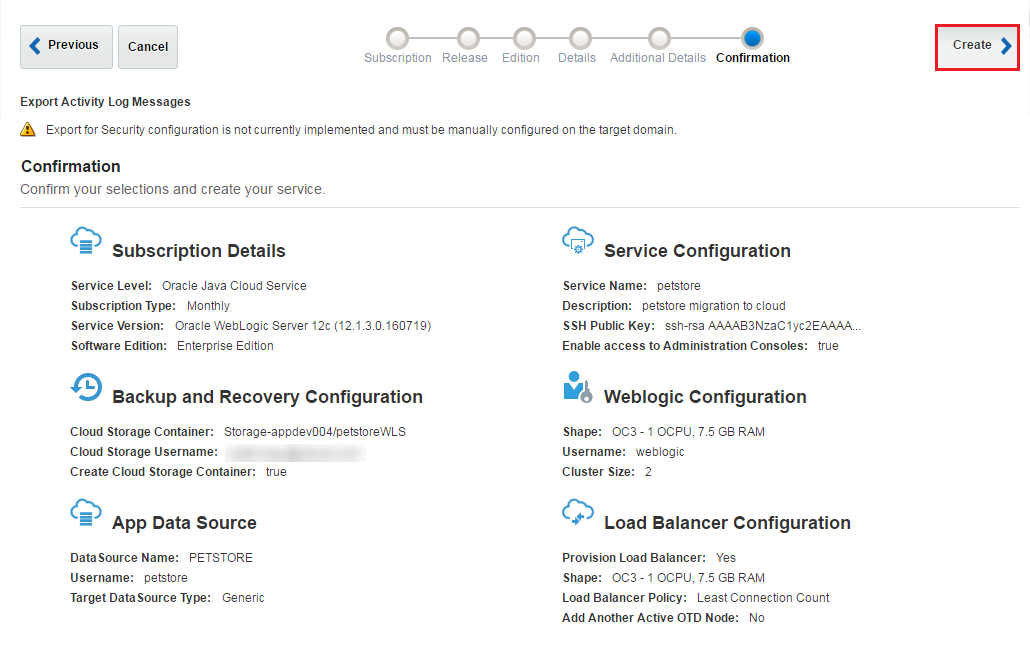 Previous
Cancel
Subscription Release Edition Details Additional Details Confirmation
Create
Export Activity Log Messages
Export for Security configuration is not currently implemented and must be manually configured on the target domain.
Confirmation
Confirm your selections and create your service.
Subscription Details
Service Level: Oracle Java Cloud Service
Subscription Type: Monthly
Service Version: Oracle WebLogic Server 12c (12.1.3.0.160719)
Software Edition: Enterprise Edition
Service Configuration
Service Name: petstore
Description: petstore migration to cloud
SSH Public Key: ssh-rsa AAAAB3NzaC1yc2EAAAA...
Enable access to Administration Consoles: true
Backup and Recovery Configuration
Cloud Storage Container: Storage-appdev004/petstoreWLS
Cloud Storage Username:
Create Cloud Storage Container: true
Weblogic Configuration
Shape: OC3 - 1 OCPU, 7.5 GB RAM
Username: weblogic
Cluster Size: 2
App Data Source
DataSource Name: PETSTORE
Username: petstore
Target DataSource Type: Generic
Load Balancer Configuration
Provision Load Balancer: Yes
Shape: OC3 - 1 OCPU, 7.5 GB RAM
Load Balancer Policy: Least Connection Count
Add Another Active OTD Node: No